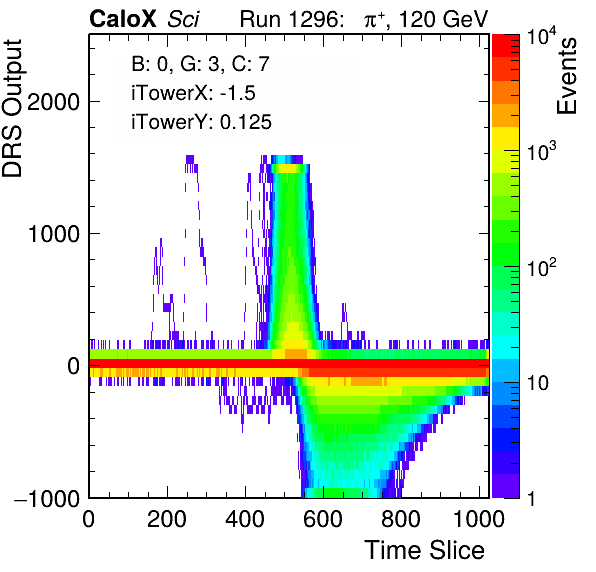 CaloX Sci Run 1296: π⁺, 120 GeV
B: 0, G: 3, C: 7
iTowerX: -1.5
iTowerY: 0.125
DRS Output
2000
1000
0
−1000
0 200 400 600 800 1000
Time Slice
Events
10⁴
10³
10²
10
1